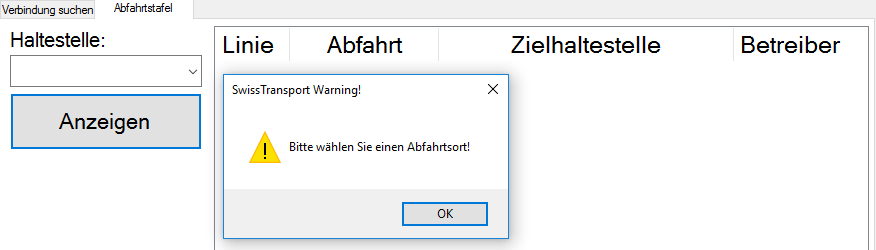 Verbindung suchen Abfahrtstafel
Haltestelle:
Anzeigen
Linie Abfahrt Zielhaltestelle Betreiber
SwissTransport Warning!
Bitte wählen Sie einen Abfahrtsort!
OK